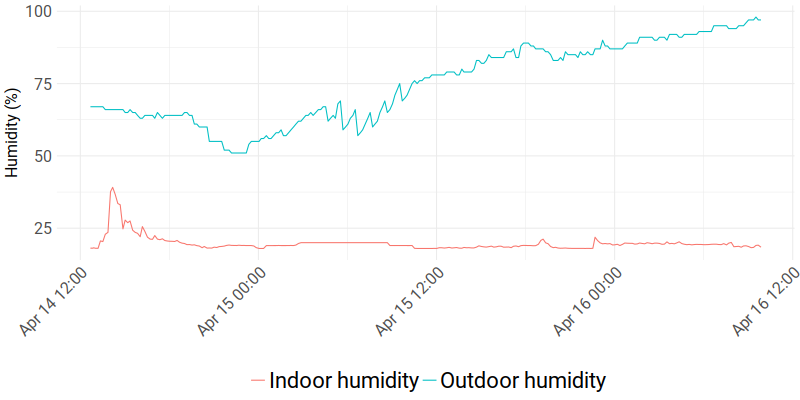 100
75
50
25
Humidity (%)
Apr 14 12:00
Apr 15 00:00
Apr 15 12:00
Apr 16 00:00
Apr 16 12:00
Indoor humidity Outdoor humidity